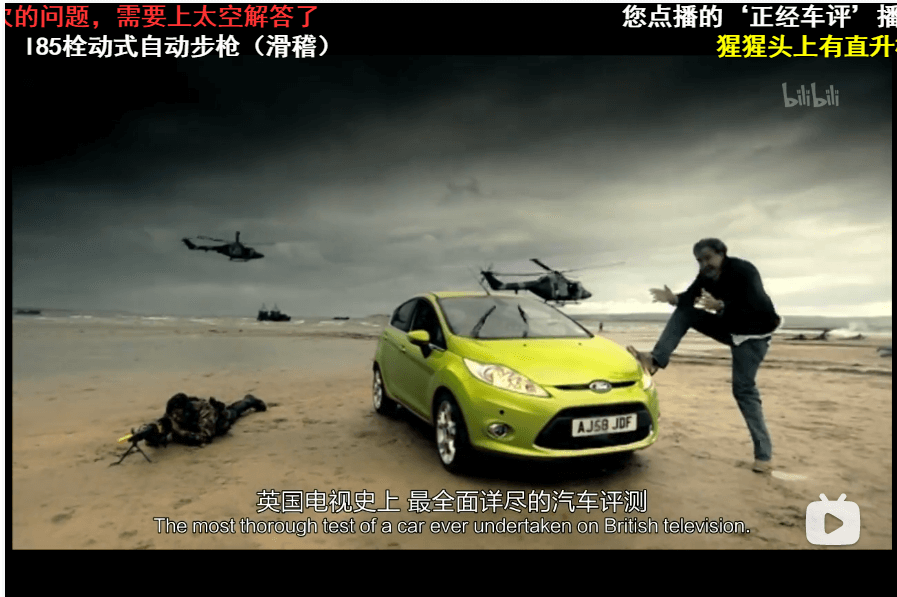 次的问题，需要上太空解答了
您点播的‘正经车评’播
l85栓动式自动步枪（滑稽）
猩猩头上有直升
bilibili
Ford
AJ58 JDF
英国电视史上 最全面详尽的汽车评测
The most thorough test of a car ever undertaken on British television.